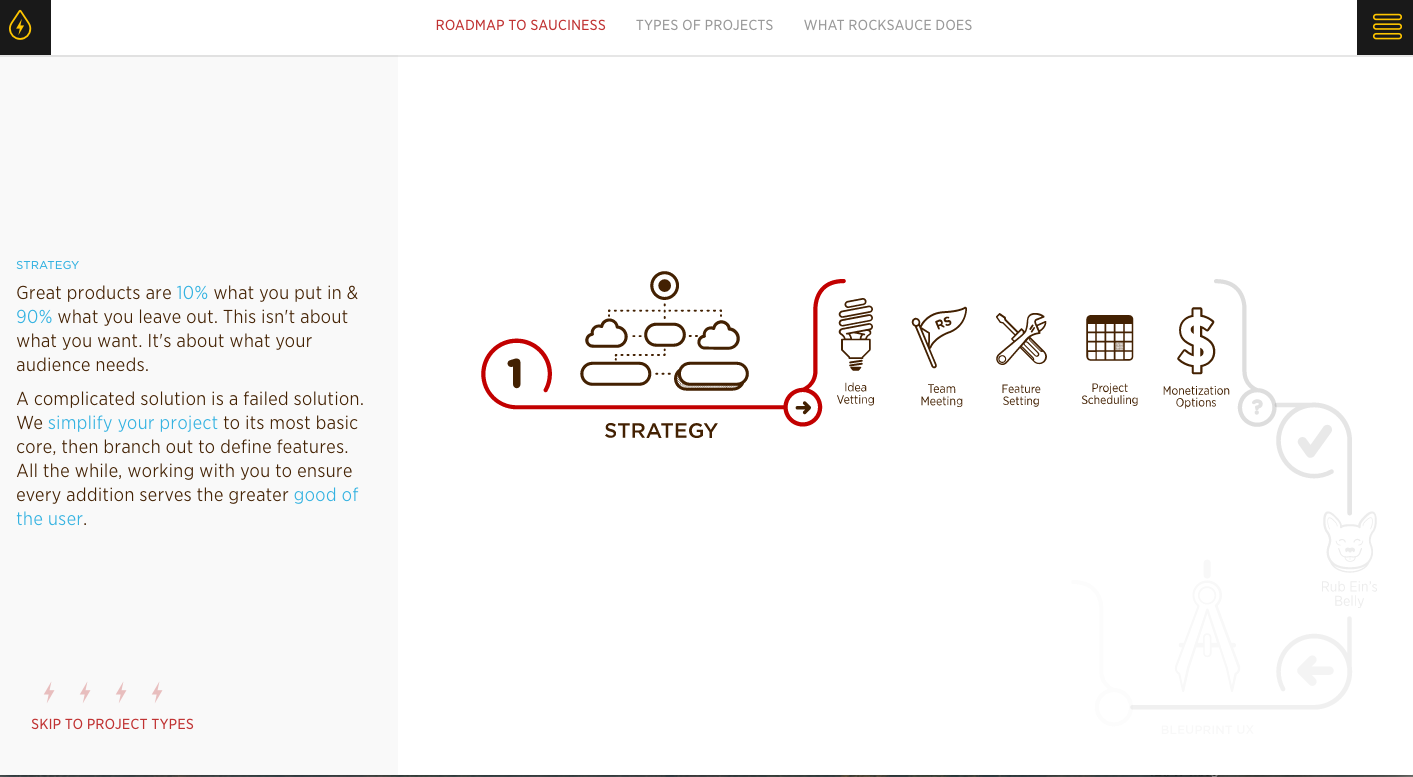 ROADMAP TO SAUCINESS
TYPES OF PROJECTS
WHAT ROCKSAUCE DOES
STRATEGY
Great products are 10% what you put in &
90% what you leave out. This isn't about
what you want. It's about what your
audience needs.
A complicated solution is a failed solution.
We simplify your project to its most basic
core, then branch out to define features.
All the while, working with you to ensure
every addition serves the greater good of
the user.
SKIP TO PROJECT TYPES
1
STRATEGY
Idea
Vetting
RS
Team
Meeting
Feature
Setting
Project
Scheduling
$
Monetization
Options
?
Rub Ein's
Belly